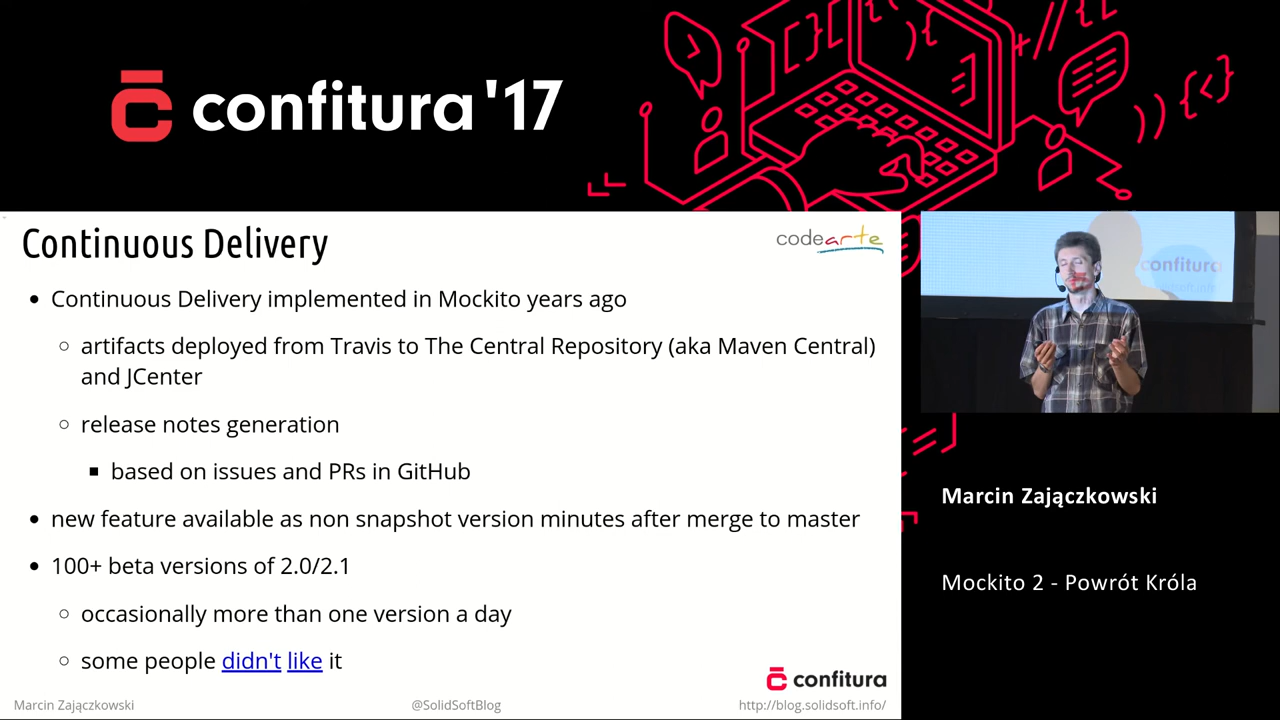 confitura '17
Continuous Delivery
codearte
• Continuous Delivery implemented in Mockito years ago
○ artifacts deployed from Travis to The Central Repository (aka Maven Central)
and JCenter
○ release notes generation
▪ based on issues and PRs in GitHub
• new feature available as non snapshot version minutes after merge to master
• 100+ beta versions of 2.0/2.1
○ occasionally more than one version a day
○ some people didn't like it
confitura
Marcin Zajączkowski
@SolidSoftBlog
http://blog.solidsoft.info/
confitura
Marcin Zajączkowski
Mockito 2 - Powrót Króla